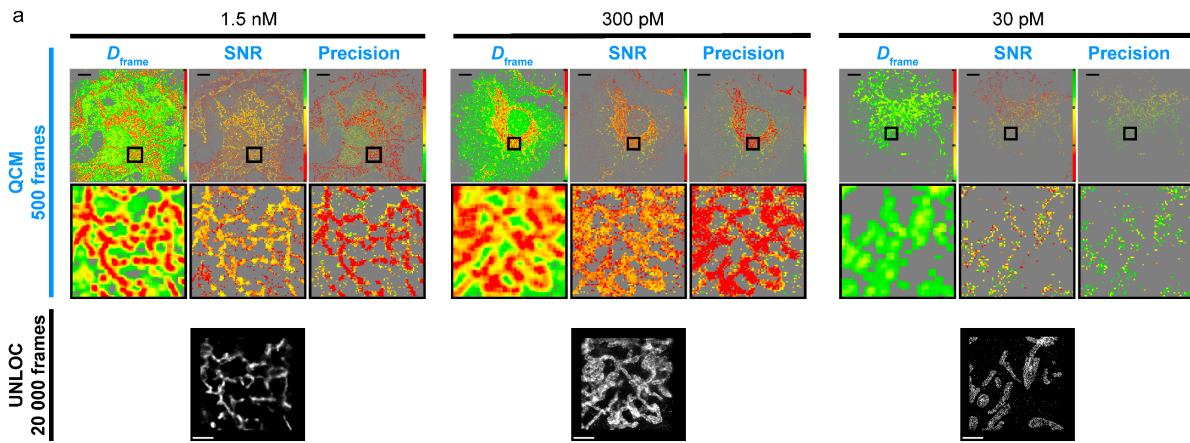 a
1.5 nM 300 pM 30 pM
Dframe SNR Precision Dframe SNR Precision Dframe SNR Precision
QCM
500 frames
UNLOC
20 000 frames